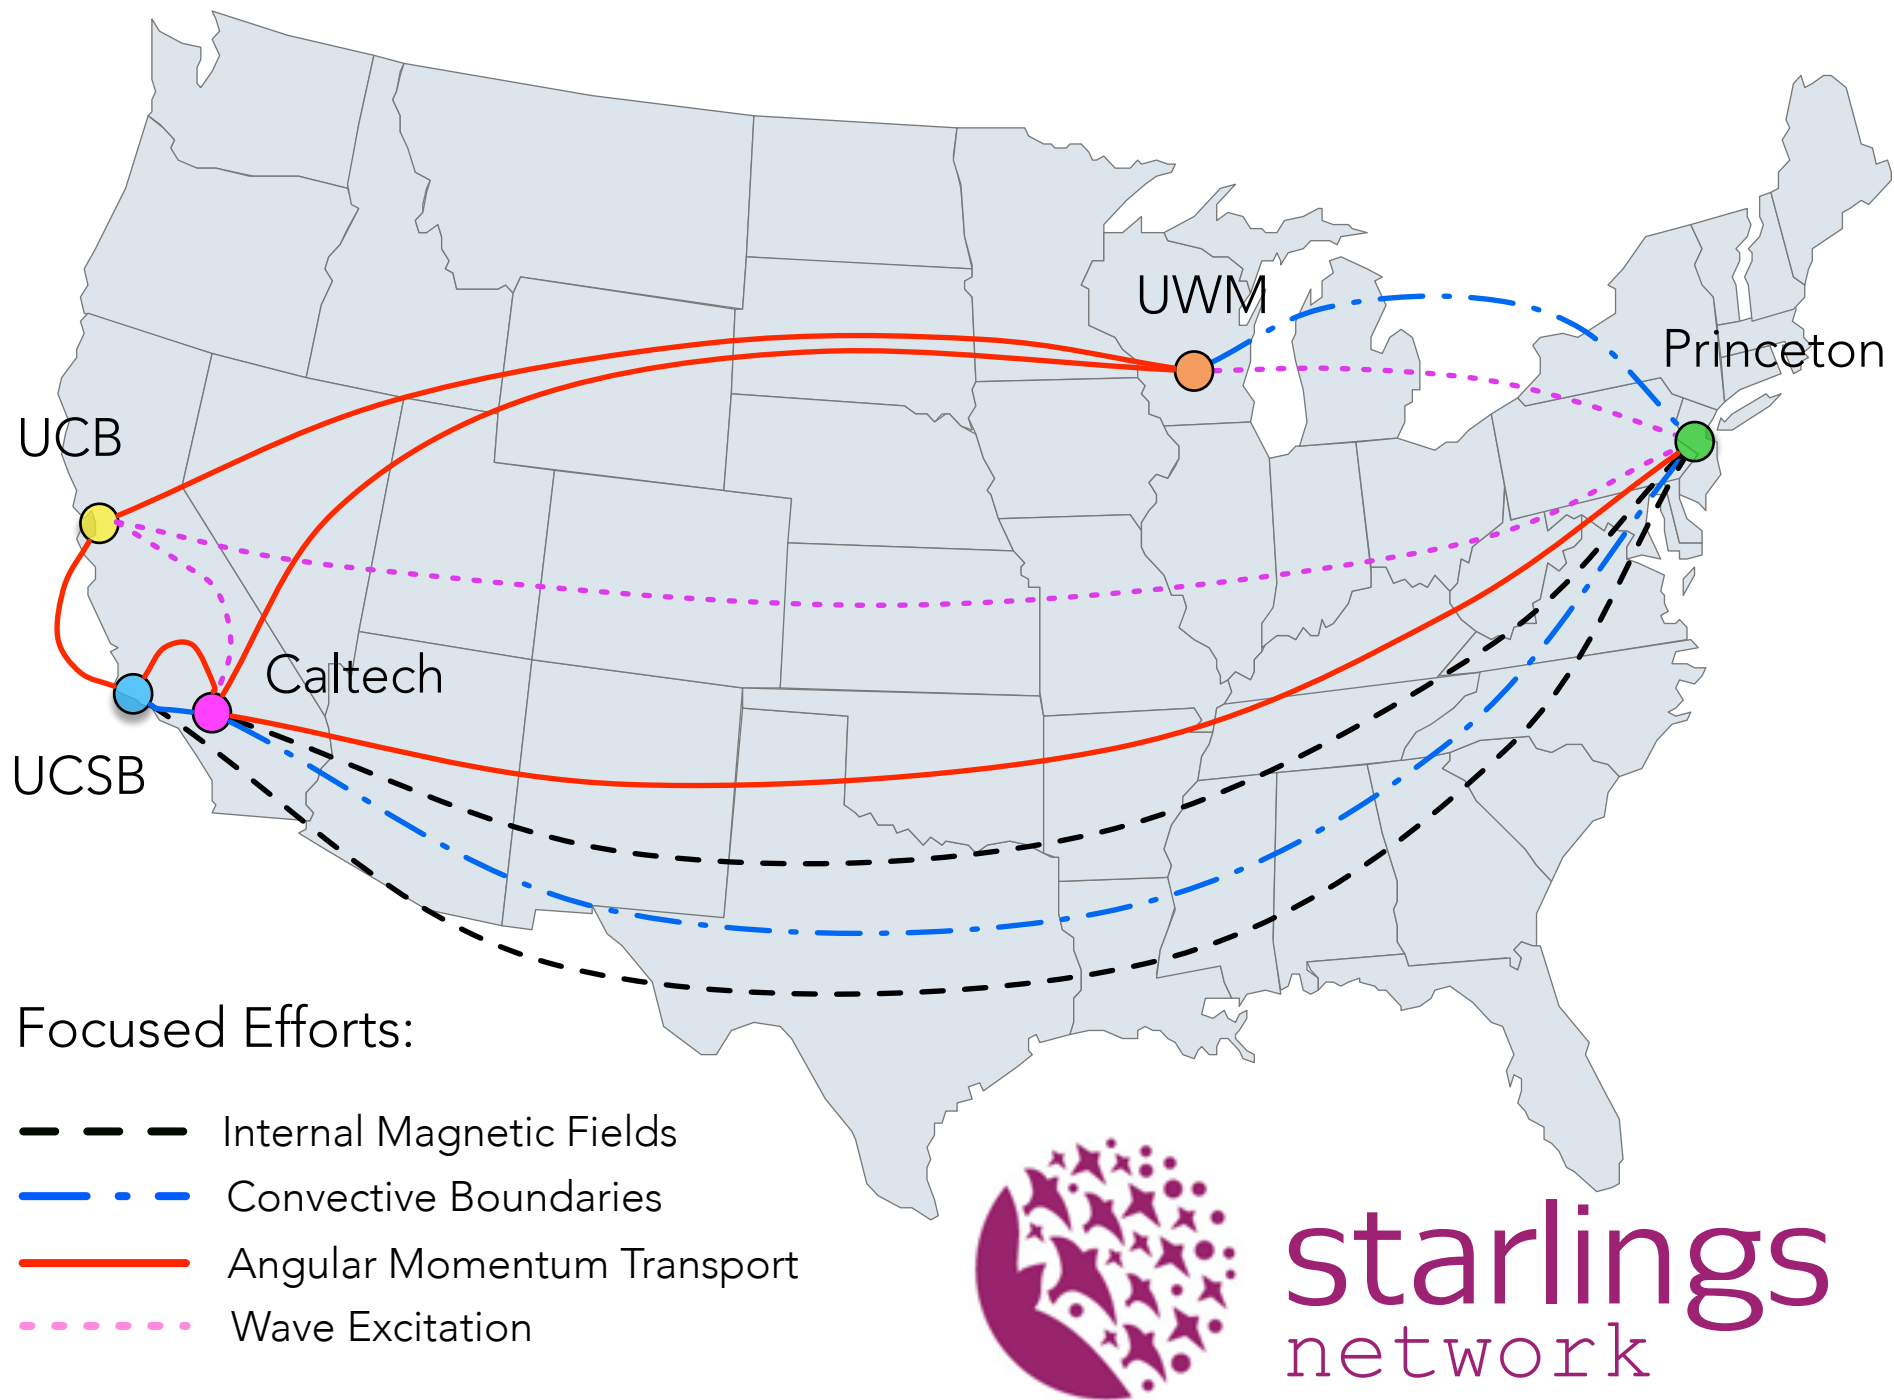 UWM
Princeton
UCB
Caltech
UCSB
Focused Efforts:
Internal Magnetic Fields
Convective Boundaries
Angular Momentum Transport
Wave Excitation
starlings
network